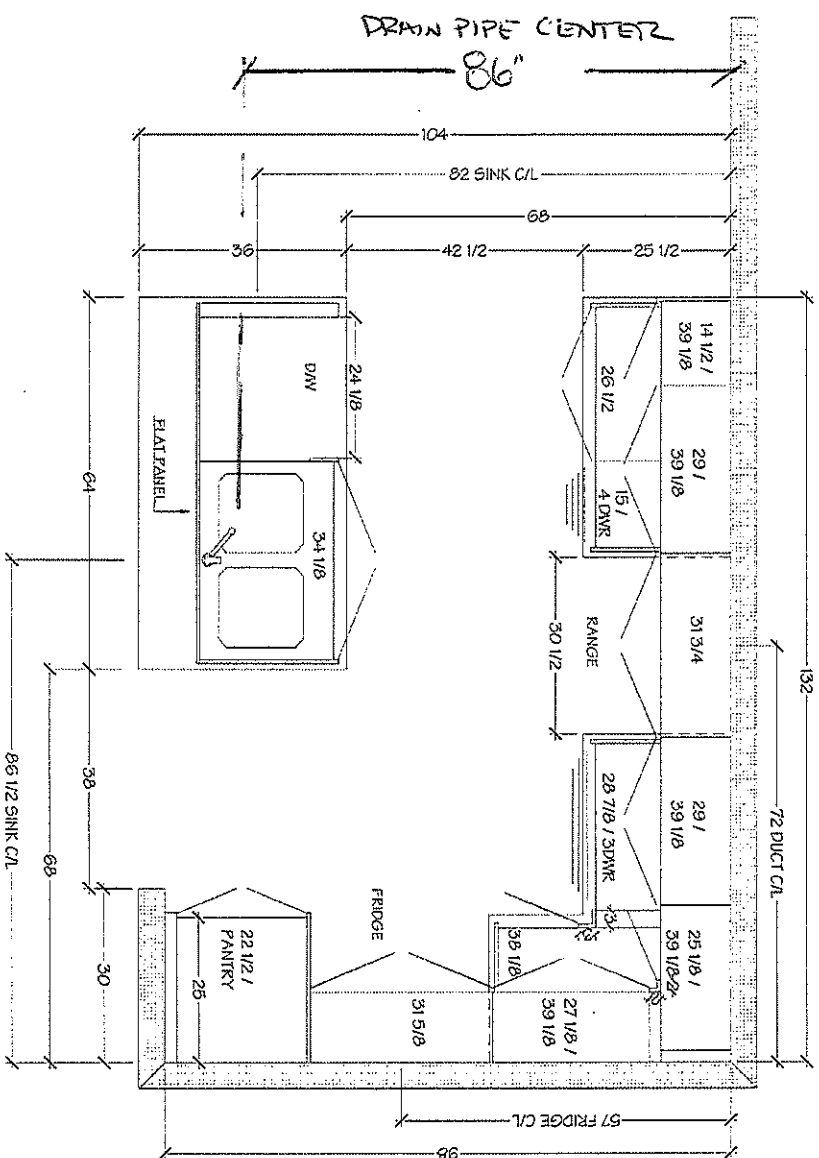 DRAIN PIPE CENTER
86"
104
82 SINK C/L
68
36
42 1/2
25 1/2
24 1/8
D/W
FLAT PANEL
34 1/8
64
14 1/2 /
39 1/8
29 /
39 1/8
26 1/2
15 /
4 DWR
RANGE
30 1/2
31 3/4
132
72 DUCT C/L
28 7/8 / 3DWR
29 /
39 1/8
25 1/8 /
39 1/8-2"
3"
38 1/8
27 1/8 /
39 1/8
31 5/8
FRIDGE
22 1/2 /
PANTRY
25
38
30
68
86 1/2 SINK C/L
57 FRIDGE C/L
98